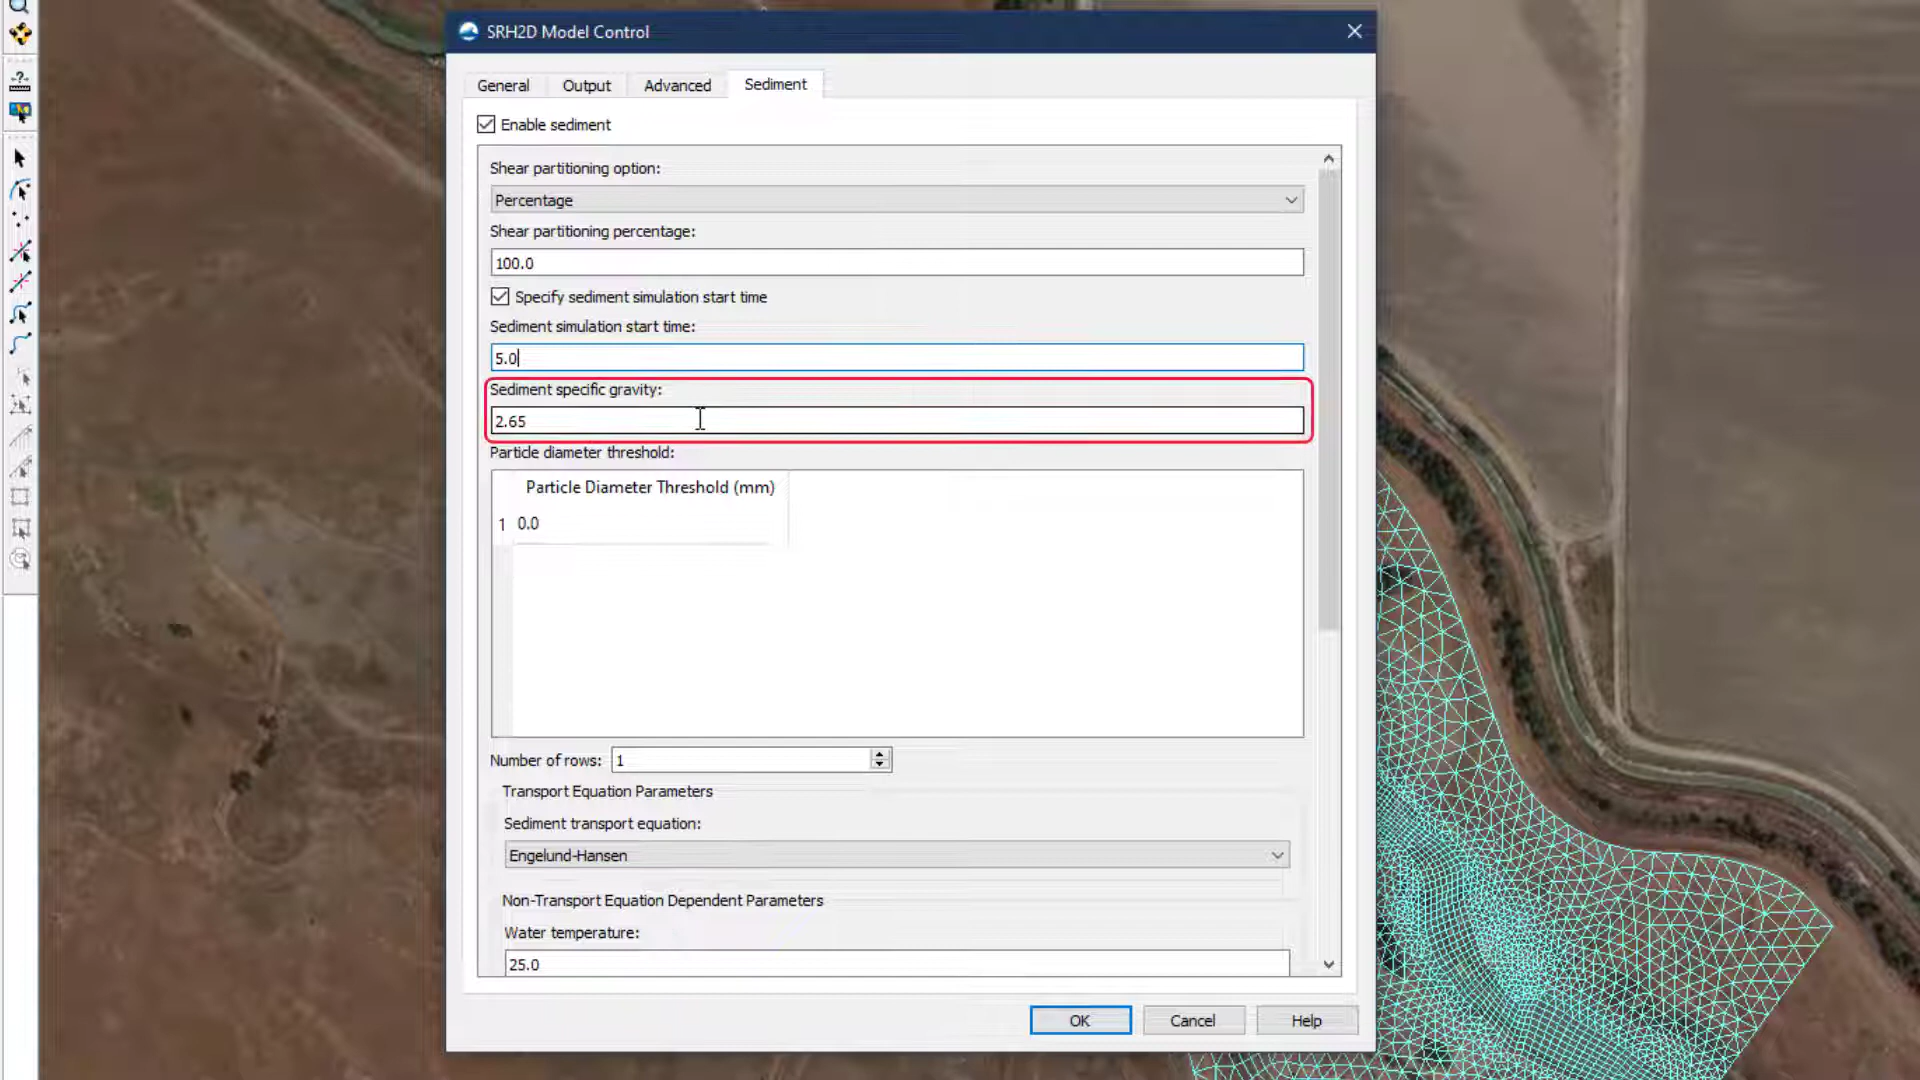 SRH2D Model Control
General
Output
Advanced
Sediment
Enable sediment
Shear partitioning option:
Percentage
Shear partitioning percentage:
100.0
Specify sediment simulation start time
Sediment simulation start time:
5.0
Sediment specific gravity:
2.65
Particle diameter threshold:
Particle Diameter Threshold (mm)
1 0.0
Number of rows: 1
Transport Equation Parameters
Sediment transport equation:
Engelund-Hansen
Non-Transport Equation Dependent Parameters
Water temperature:
25.0
OK
Cancel
Help